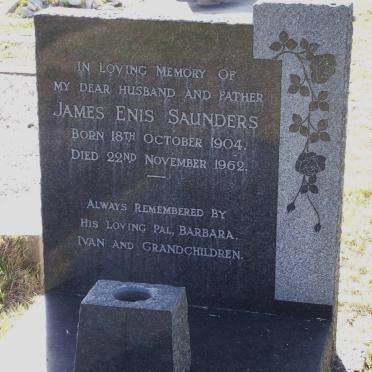 In Loving Memory Of
My Dear Husband and Father
James Enis Saunders
Born 18th October 1904.
Died 22nd November 1962.
Always Remembered By
His Loving Pal, Barbara.
Ivan and Grandchildren.